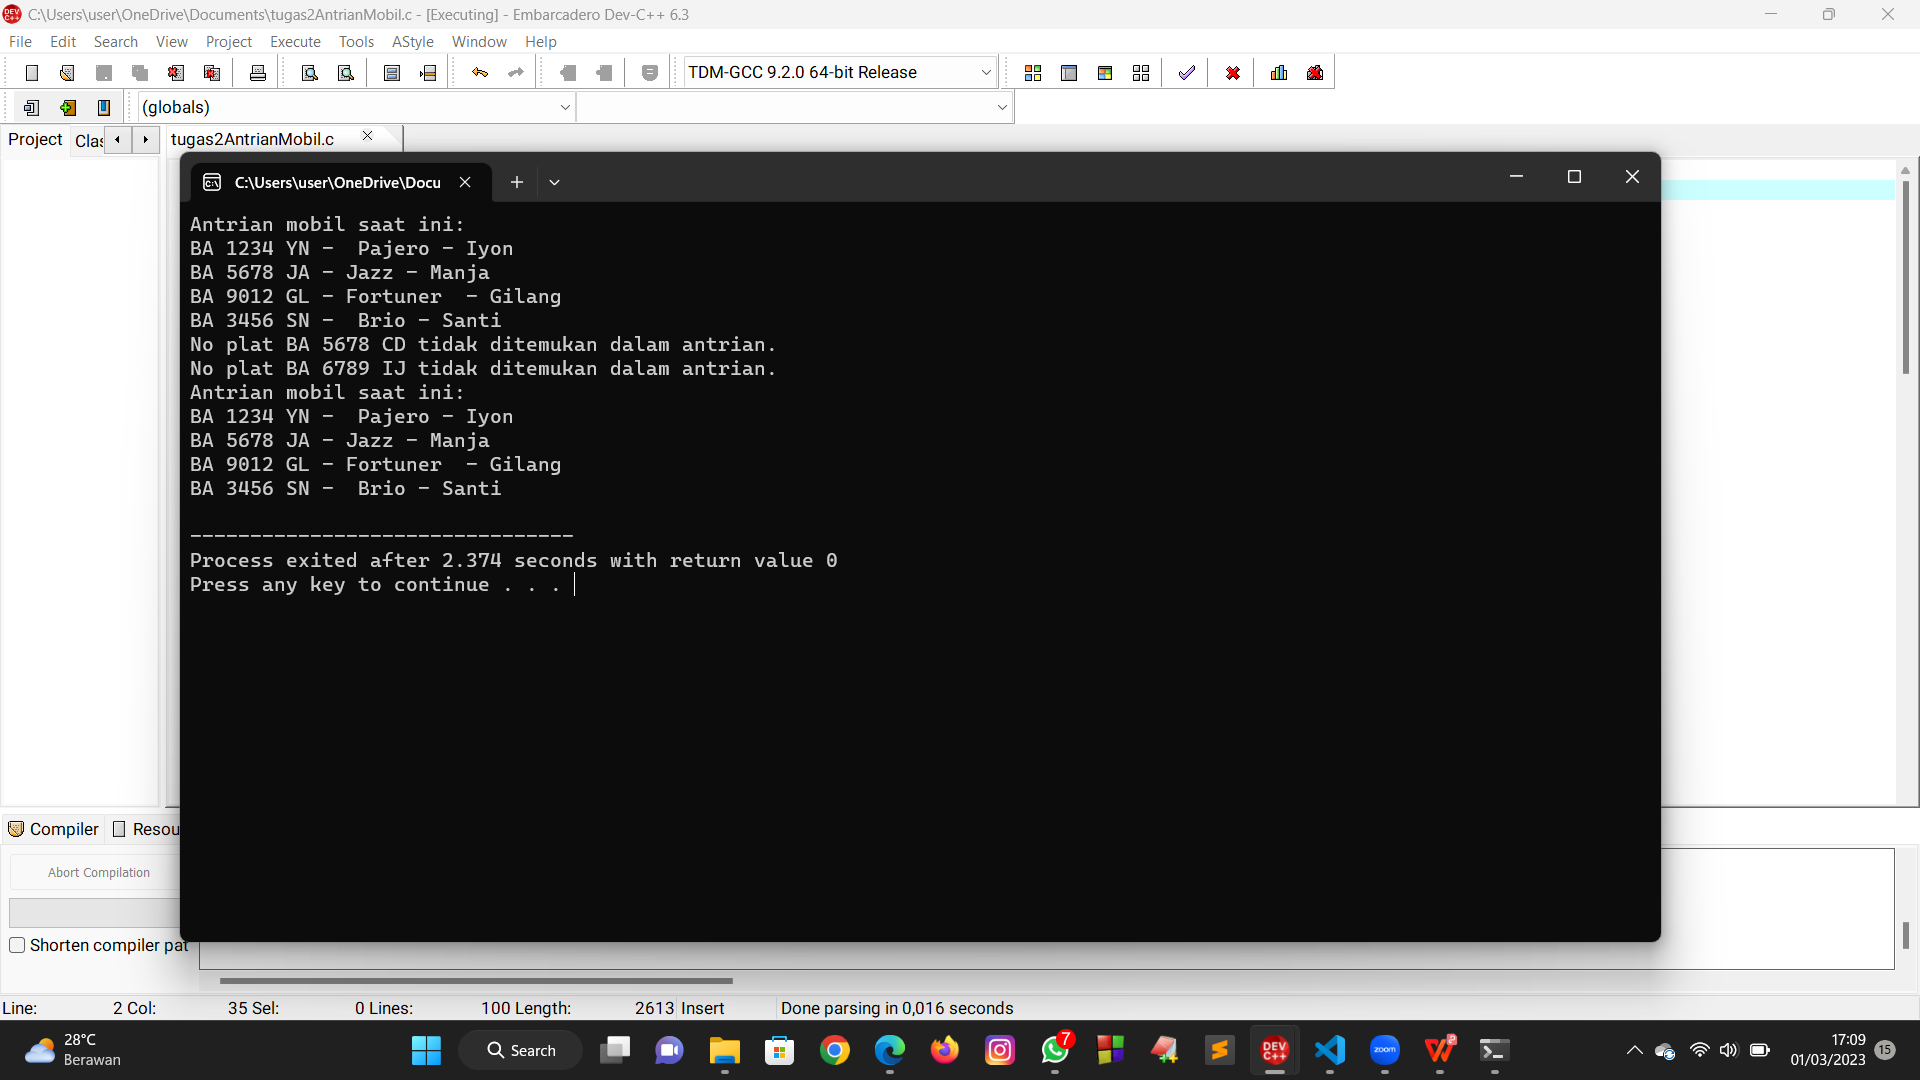 C:\Users\user\OneDrive\Documents\tugas2AntrianMobil.c - [Executing] - Embarcadero Dev-C++ 6.3
File Edit Search View Project Execute Tools AStyle Window Help
TDM-GCC 9.2.0 64-bit Release
(globals)
Project Clas tugas2AntrianMobil.c
C:\Users\user\OneDrive\Docu
Antrian mobil saat ini:
BA 1234 YN -  Pajero - Iyon
BA 5678 JA - Jazz - Manja
BA 9012 GL - Fortuner  - Gilang
BA 3456 SN -  Brio - Santi
No plat BA 5678 CD tidak ditemukan dalam antrian.
No plat BA 6789 IJ tidak ditemukan dalam antrian.
Antrian mobil saat ini:
BA 1234 YN -  Pajero - Iyon
BA 5678 JA - Jazz - Manja
BA 9012 GL - Fortuner  - Gilang
BA 3456 SN -  Brio - Santi
--------------------------------
Process exited after 2.374 seconds with return value 0
Press any key to continue . . .
Compiler Resou
Abort Compilation
Shorten compiler pat
Line: 2 Col: 35 Sel: 0 Lines: 100 Length: 2613 Insert Done parsing in 0,016 seconds
28°C
Berawan
Search
7
DEV C++
zoom
17:09
01/03/2023
15